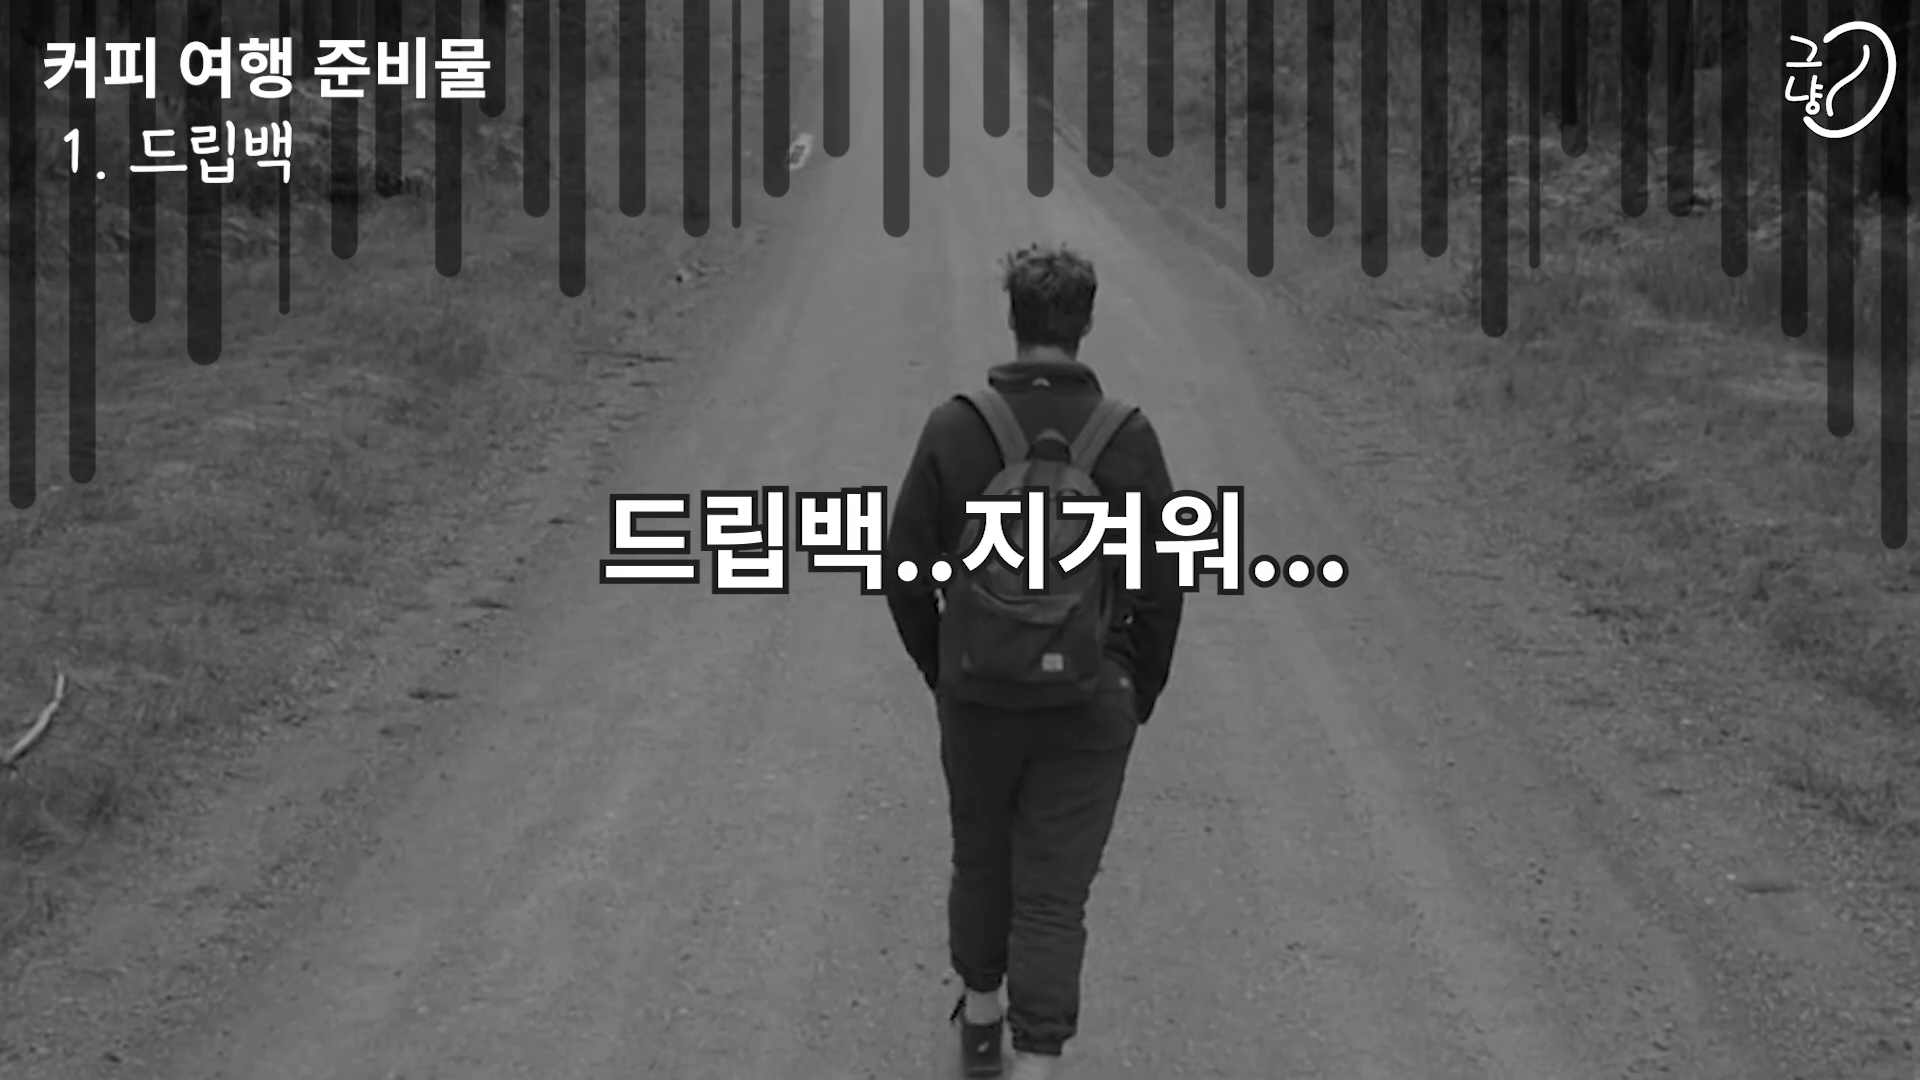 커피 여행 준비물
1. 드립백
그
냥
드립백..지겨워...